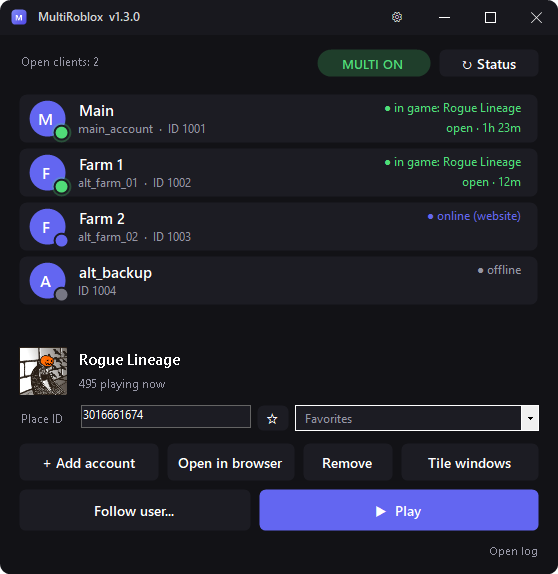 M MultiRoblox v1.3.0
Open clients: 2
MULTI ON
↻ Status
M
Main
● in game: Rogue Lineage
main_account · ID 1001
open · 1h 23m
F
Farm 1
● in game: Rogue Lineage
alt_farm_01 · ID 1002
open · 12m
F
Farm 2
● online (website)
alt_farm_02 · ID 1003
A
alt_backup
● offline
ID 1004
Rogue Lineage
495 playing now
Place ID
3016661674
☆
Favorites
+ Add account
Open in browser
Remove
Tile windows
Follow user...
▶ Play
Open log